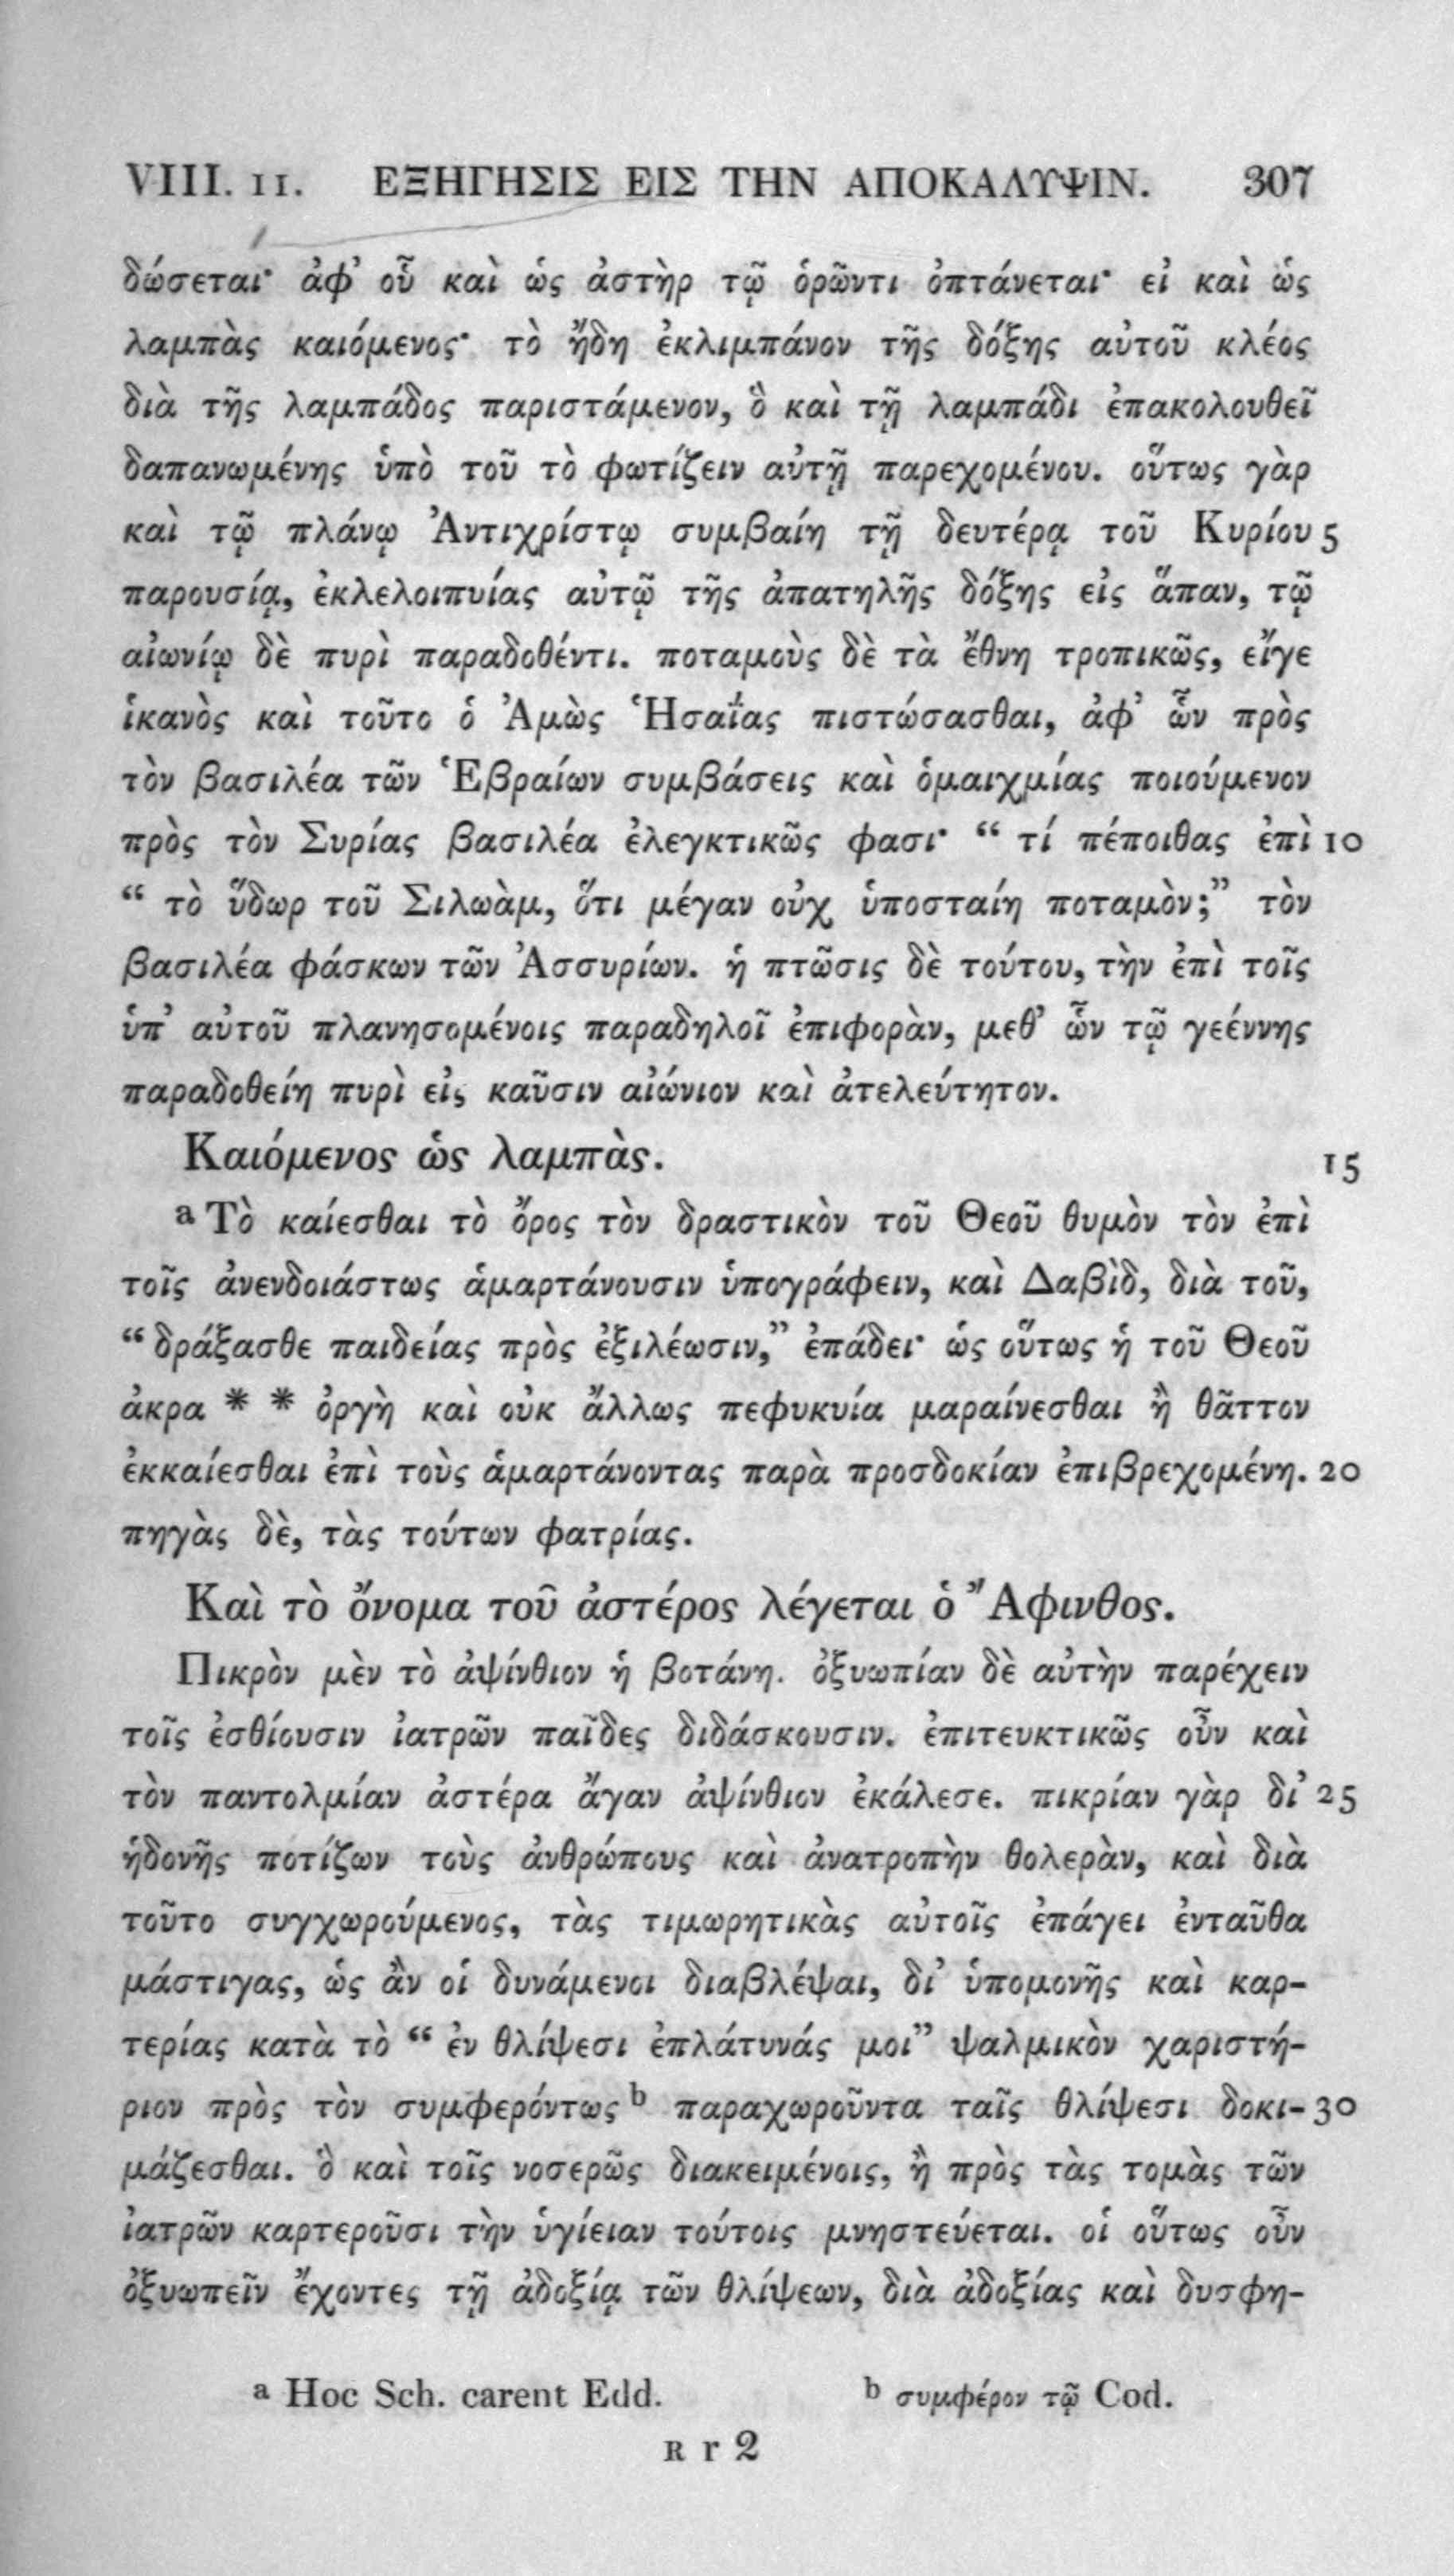 VIII. 11. ΕΞΗΓΗΣΙΣ ΕΙΣ ΤΗΝ ΑΠΟΚΑΛΥΨΙΝ. 307
δώσεται· ἀφ’ οὗ καὶ ὡς ἀστὴρ τῷ ὁρῶντι ὀπτάνεται· εἰ καὶ ὡς
λαμπὰς καιόμενος· τὸ ἤδη ἐκλιμπάνον τῆς δόξης αὐτοῦ κλέος
διὰ τῆς λαμπάδος παριστάμενον, ὃ καὶ τῇ λαμπάδι ἐπακολουθεῖ
δαπανωμένης ὑπὸ τοῦ τὸ φωτίζειν αὐτῇ παρεχομένου. οὕτως γὰρ
καὶ τῷ πλάνῳ Ἀντιχρίστῳ συμβαίη τῇ δευτέρᾳ τοῦ Κυρίου 5
παρουσίᾳ, ἐκλελοιπυίας αὐτῷ τῆς ἀπατηλῆς δόξης εἰς ἅπαν, τῷ
αἰωνίῳ δὲ πυρὶ παραδοθέντι. ποταμοὺς δὲ τὰ ἔθνη τροπικῶς, εἴγε
ἱκανὸς καὶ τοῦτο ὁ Ἀμὼς Ἡσαΐας πιστώσασθαι, ἀφ’ ὧν πρὸς
τὸν βασιλέα τῶν Ἑβραίων συμβάσεις καὶ ὁμαιχμίας ποιούμενον
πρὸς τὸν Συρίας βασιλέα ἐλεγκτικῶς φασι· “ τί πέποιθας ἐπὶ 10
“ τὸ ὕδωρ τοῦ Σιλωὰμ, ὅτι μέγαν οὐχ ὑποσταίη ποταμὸν;” τὸν
βασιλέα φάσκων τῶν Ἀσσυρίων. ἡ πτῶσις δὲ τούτου, τὴν ἐπὶ τοῖς
ὑπ’ αὐτοῦ πλανησομένοις παραδηλοῖ ἐπιφορὰν, μεθ’ ὧν τῷ γεέννης
παραδοθείη πυρὶ εἰς καῦσιν αἰώνιον καὶ ἀτελεύτητον.
Καιόμενος ὡς λαμπὰς. 15
a Τὸ καίεσθαι τὸ ὄρος τὸν δραστικὸν τοῦ Θεοῦ θυμὸν τὸν ἐπὶ
τοῖς ἀνενδοιάστως ἁμαρτάνουσιν ὑπογράφειν, καὶ Δαβὶδ, διὰ τοῦ,
“ δράξασθε παιδείας πρὸς ἐξιλέωσιν,” ἐπάδει· ὡς οὕτως ἡ τοῦ Θεοῦ
ἀκρα * * ὀργὴ καὶ οὐκ ἄλλως πεφυκυία μαραίνεσθαι ἢ θᾶττον
ἐκκαίεσθαι ἐπὶ τοὺς ἁμαρτάνοντας παρὰ προσδοκίαν ἐπιβρεχομένη. 20
πηγὰς δὲ, τὰς τούτων φατρίας.
Καὶ τὸ ὄνομα τοῦ ἀστέρος λέγεται ὁ Ἄφινθος.
Πικρὸν μὲν τὸ ἀψίνθιον ἡ βοτάνη. ὀξυωπίαν δὲ αὐτὴν παρέχειν
τοῖς ἐσθίουσιν ἰατρῶν παῖδες διδάσκουσιν. ἐπιτευκτικῶς οὖν καὶ
τὸν παντολμίαν ἀστέρα ἄγαν ἀψίνθιον ἐκάλεσε. πικρίαν γὰρ δι’ 25
ἡδονῆς ποτίζων τοὺς ἀνθρώπους καὶ ἀνατροπὴν θολερὰν, καὶ διὰ
τοῦτο συγχωρούμενος, τὰς τιμωρητικὰς αὐτοῖς ἐπάγει ἐνταῦθα
μάστιγας, ὡς ἂν οἱ δυνάμενοι διαβλέψαι, δι’ ὑπομονῆς καὶ καρ-
τερίας κατὰ τὸ “ ἐν θλίψεσι ἐπλάτυνάς μοι” ψαλμικὸν χαριστή-
ριον πρὸς τὸν συμφερόντως b παραχωροῦντα ταῖς θλίψεσι δοκι- 30
μάζεσθαι. ὃ καὶ τοῖς νοσερῶς διακειμένοις, ἢ πρὸς τὰς τομὰς τῶν
ἰατρῶν καρτεροῦσι τὴν ὑγίειαν τούτοις μνηστεύεται. οἱ οὕτως οὖν
ὀξυωπεῖν ἔχοντες τῇ ἀδοξίᾳ τῶν θλίψεων, διὰ ἀδοξίας καὶ δυσφη-
a Hoc Sch. carent Edd. b συμφέρον τῷ Cod.
R r 2